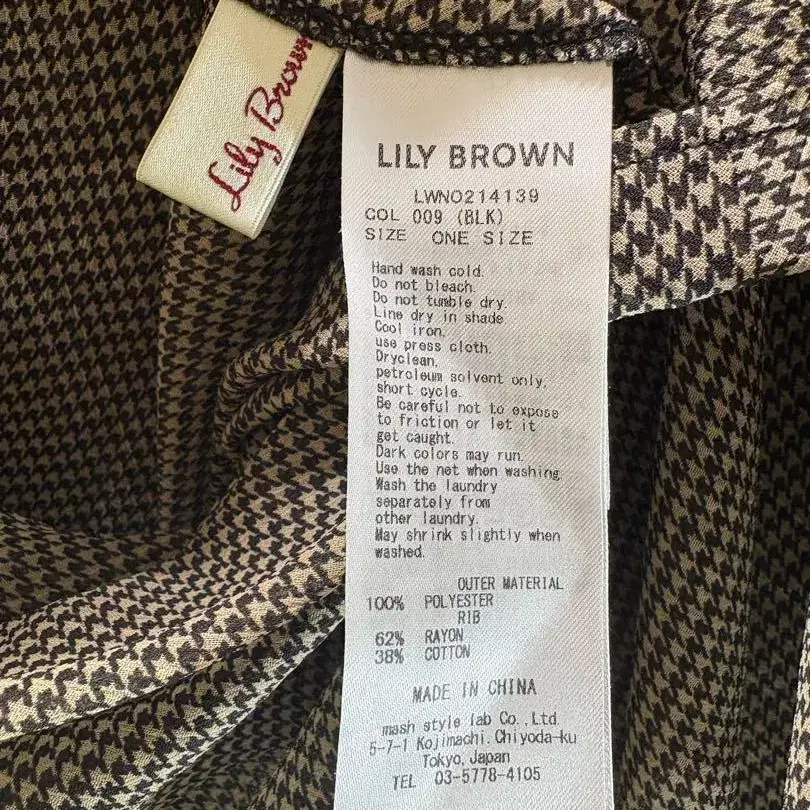 Lily Brown
LILY BROWN
LWNO214139
COL 009 (BLK)
SIZE ONE SIZE
Hand wash cold.
Do not bleach.
Do not tumble dry.
Line dry in shade
Cool iron.
use press cloth.
Dryclean.
petroleum solvent only.
short cycle.
Be careful not to expose
to friction or let it
get caught.
Dark colors may run.
Use the net when washing.
Wash the laundry
separately from
other laundry.
May shrink slightly when
washed.
OUTER MATERIAL
100% POLYESTER
RIB
62% RAYON
38% COTTON
MADE IN CHINA
mash style lab Co.,Ltd
5-7-1 Kojimachi.Chiyoda-ku
Tokyo,Japan
TEL 03-5778-4105